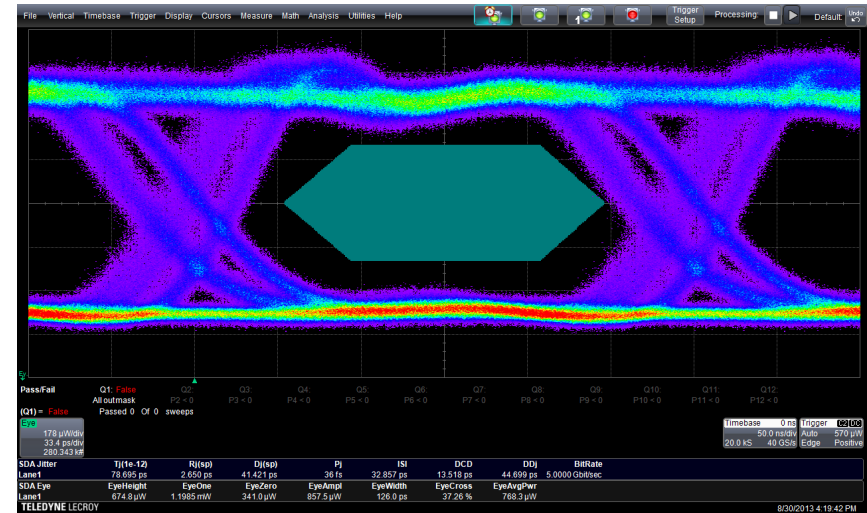 File Vertical Timebase Trigger Display Cursors Measure Math Analysis Utilities Help 1 Trigger Setup Processing: Default Undo
Ey
Pass/Fail Q1: False Q2: Q3: Q4: Q5: Q6: Q7: Q8: Q9 Q10: Q11: Q12:
All outmask P2 < 0 P3 < 0 P4 < 0 P5 < 0 P6 < 0 P7 < 0 P8 < 0 P9 < 0 P10 < 0 P11 < 0 P12 < 0
(Q1) = False Passed 0 Of 0 sweeps
Eye
178 µW/div
33.4 ps/div
280.343 k#
Timebase 0 ns Trigger C2 DC
50.0 ns/div Auto 570 µW
20.0 kS 40 GS/s Edge Positive
SDA Jitter Tj(1e-12) Rj(sp) Dj(sp) Pj ISI DCD DDj BitRate
Lane1 78.695 ps 2.650 ps 41.421 ps 36 fs 32.857 ps 13.518 ps 44.699 ps 5.0000 Gbit/sec
SDA Eye EyeHeight EyeOne EyeZero EyeAmpl EyeWidth EyeCross EyeAvgPwr
Lane1 674.8 µW 1.1985 mW 341.0 µW 857.5 µW 126.0 ps 37.26 % 768.3 µW
TELEDYNE LECROY 8/30/2013 4:19:42 PM